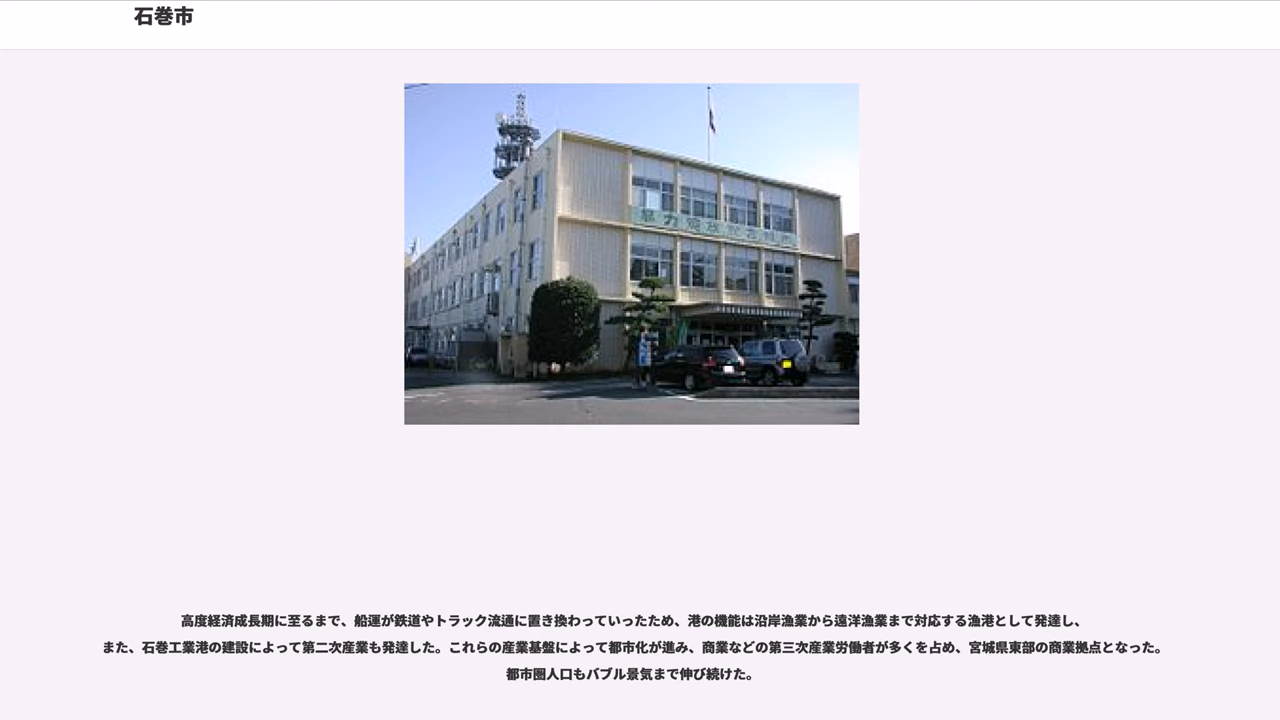 石巻市
高度経済成長期に至るまで、船運が鉄道やトラック流通に置き換わっていったため、港の機能は沿岸漁業から遠洋漁業まで対応する漁港として発達し、
また、石巻工業港の建設によって第二次産業も発達した。これらの産業基盤によって都市化が進み、商業などの第三次産業労働者が多くを占め、宮城県東部の商業拠点となった。
都市圏人口もバブル景気まで伸び続けた。